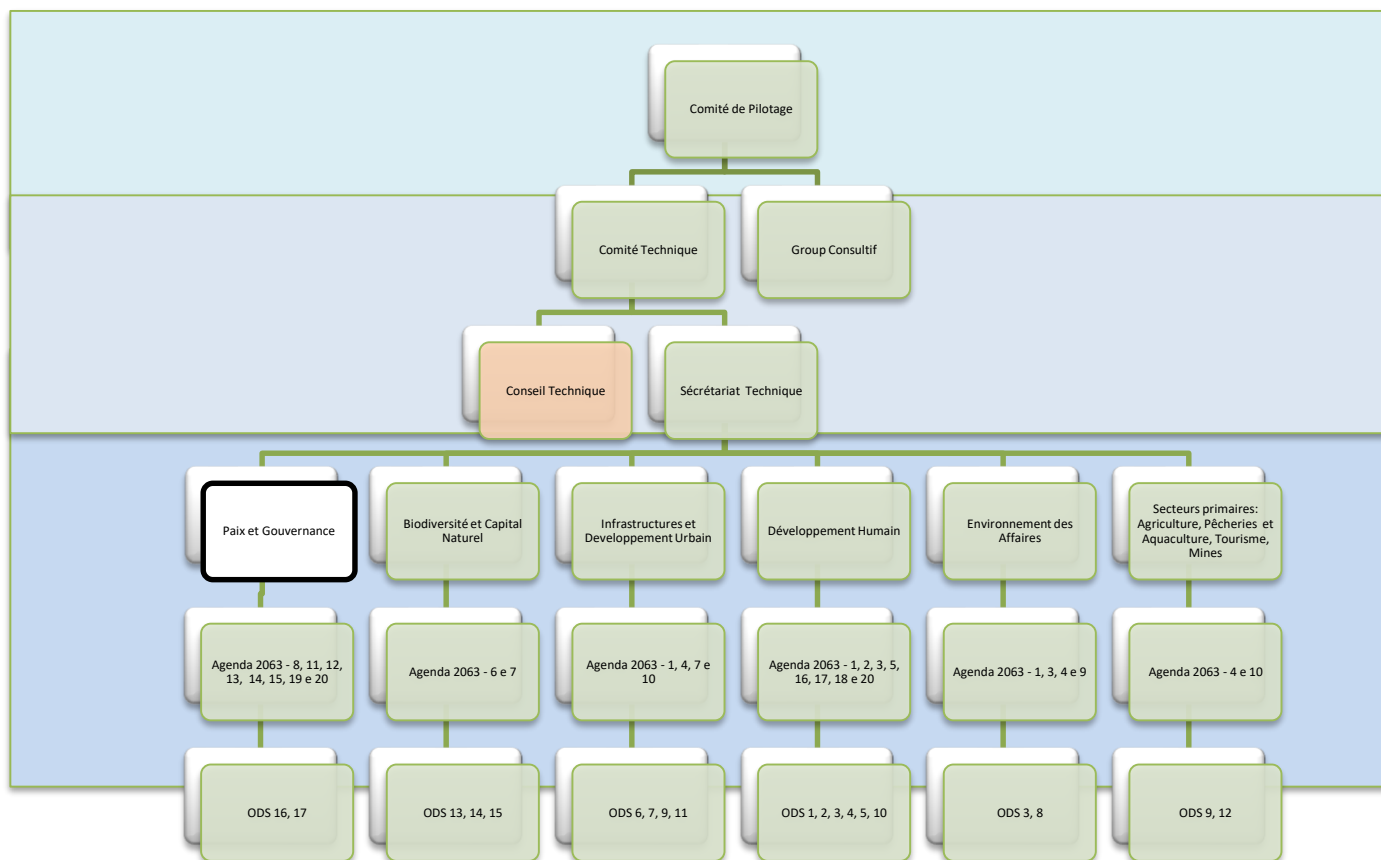 Comité de Pilotage
Comité Technique
Group Consultif
Conseil Technique
Sécrétariat  Technique
Paix et Gouvernance
Biodiversité et Capital
Naturel
Infrastructures et
Developpement Urbain
Développement Humain
Environnement des
Affaires
Secteurs primaires:
Agriculture, Pêcheries  et
Aquaculture, Tourisme,
Mines
Agenda 2063 - 8, 11, 12,
13,  14, 15, 19 e 20
Agenda 2063 - 6 e 7
Agenda 2063 - 1, 4, 7 e
10
Agenda 2063 - 1, 2, 3, 5,
16, 17, 18 e 20
Agenda 2063 - 1, 3, 4 e 9
Agenda 2063 - 4 e 10
ODS 16, 17
ODS 13, 14, 15
ODS 6, 7, 9, 11
ODS 1, 2, 3, 4, 5, 10
ODS 3, 8
ODS 9, 12